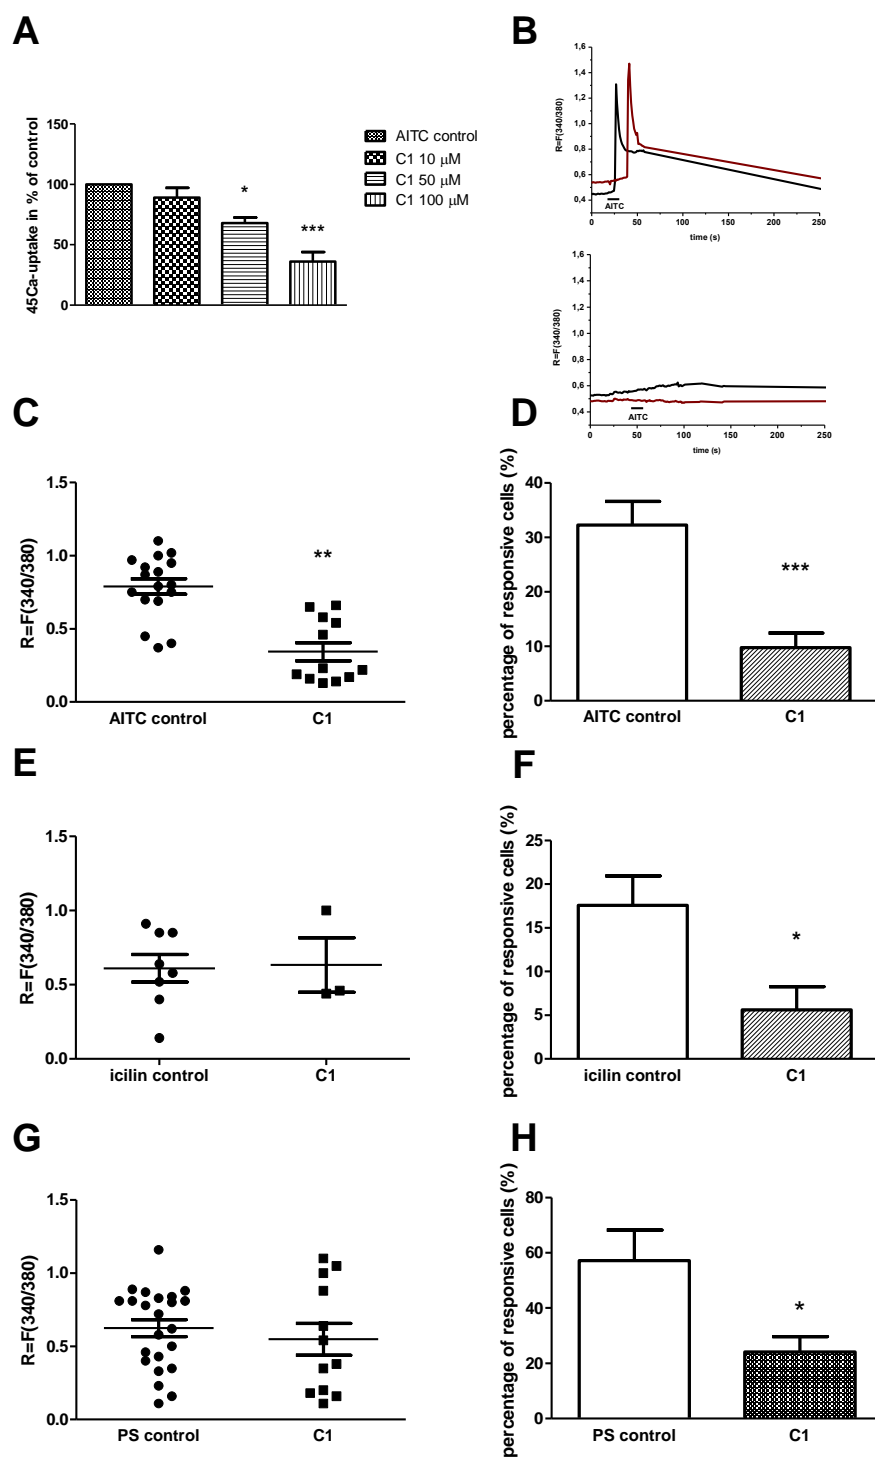 A
45Ca-uptake in % of control
150
100
50
0
*
***
AITC control
C1 10 μM
C1 50 μM
C1 100 μM
B
R=F(340/380)
1,6
1,4
1,2
1,0
0,8
0,6
0,4
AITC
0 50 100 150 200 250
time (s)
R=F(340/380)
1,6
1,4
1,2
1,0
0,8
0,6
0,4
AITC
0 50 100 150 200 250
time (s)
C
R=F(340/380)
1.5
1.0
0.5
0.0
**
AITC control C1
D
percentage of responsive cells (%)
40
30
20
10
0
***
AITC control C1
E
R=F(340/380)
1.5
1.0
0.5
0.0
icilin control C1
F
percentage of responsive cells (%)
25
20
15
10
5
0
*
icilin control C1
G
R=F(340/380)
1.5
1.0
0.5
0.0
PS control C1
H
percentage of responsive cells (%)
80
60
40
20
0
*
PS control C1